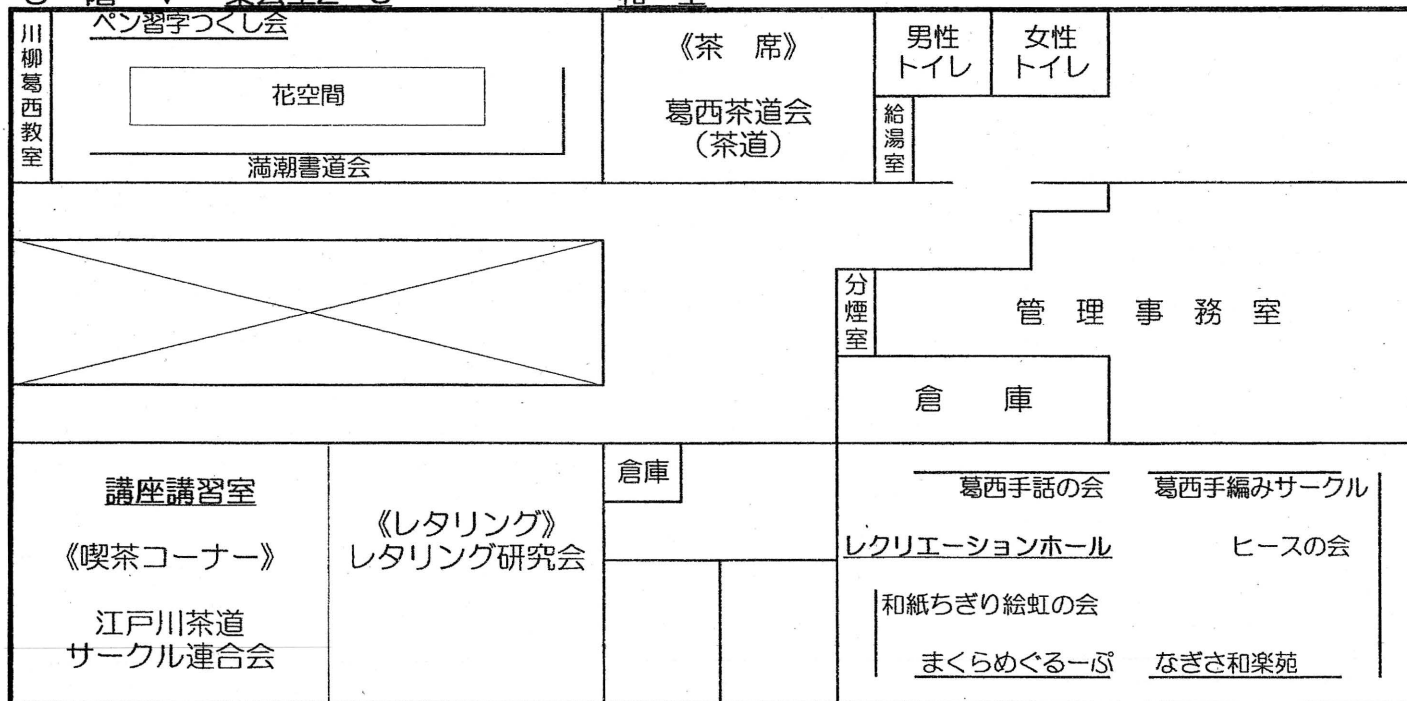 ペン習字つくし会
川柳葛西教室
花空間
満潮書道会
《茶 席》
葛西茶道会
(茶道)
男性
トイレ
女性
トイレ
給湯室
分煙室
管 理 事 務 室
倉 庫
講座講習室
《喫茶コーナー》
江戸川茶道
サークル連合会
《レタリング》
レタリング研究会
倉庫
葛西手話の会
葛西手編みサークル
レクリエーションホール
ヒースの会
和紙ちぎり絵虹の会
まくらめぐるーぷ
なぎさ和楽苑